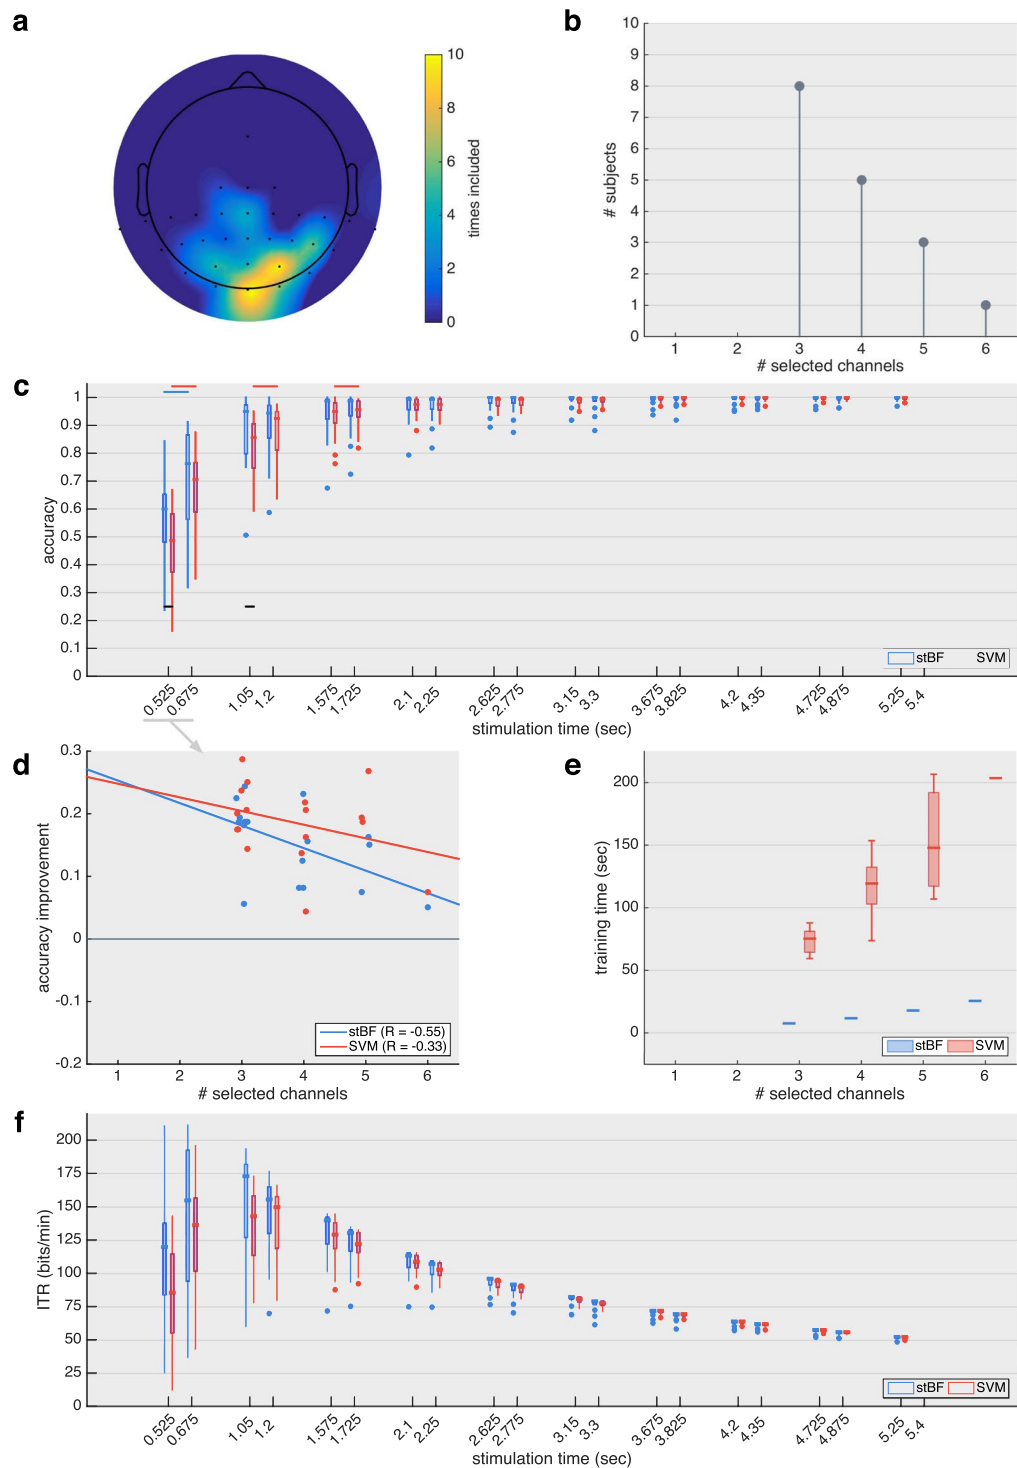 a
10
8
6
4
2
0
times included
b
10
9
8
7
6
5
4
3
2
1
0
# subjects
1 2 3 4 5 6
# selected channels
c
1
0.9
0.8
0.7
0.6
0.5
0.4
0.3
0.2
0.1
0
accuracy
stBF SVM
0.525 0.675 1.05 1.2 1.575 1.725 2.1 2.25 2.625 2.775 3.15 3.3 3.675 3.825 4.2 4.35 4.725 4.875 5.25 5.4
stimulation time (sec)
d
0.3
0.2
0.1
0
-0.1
-0.2
accuracy improvement
stBF (R = -0.55)
SVM (R = -0.33)
1 2 3 4 5 6
# selected channels
e
200
150
100
50
0
training time (sec)
stBF SVM
1 2 3 4 5 6
# selected channels
f
200
175
150
125
100
75
50
25
0
ITR (bits/min)
stBF SVM
0.525 0.675 1.05 1.2 1.575 1.725 2.1 2.25 2.625 2.775 3.15 3.3 3.675 3.825 4.2 4.35 4.725 4.875 5.25 5.4
stimulation time (sec)